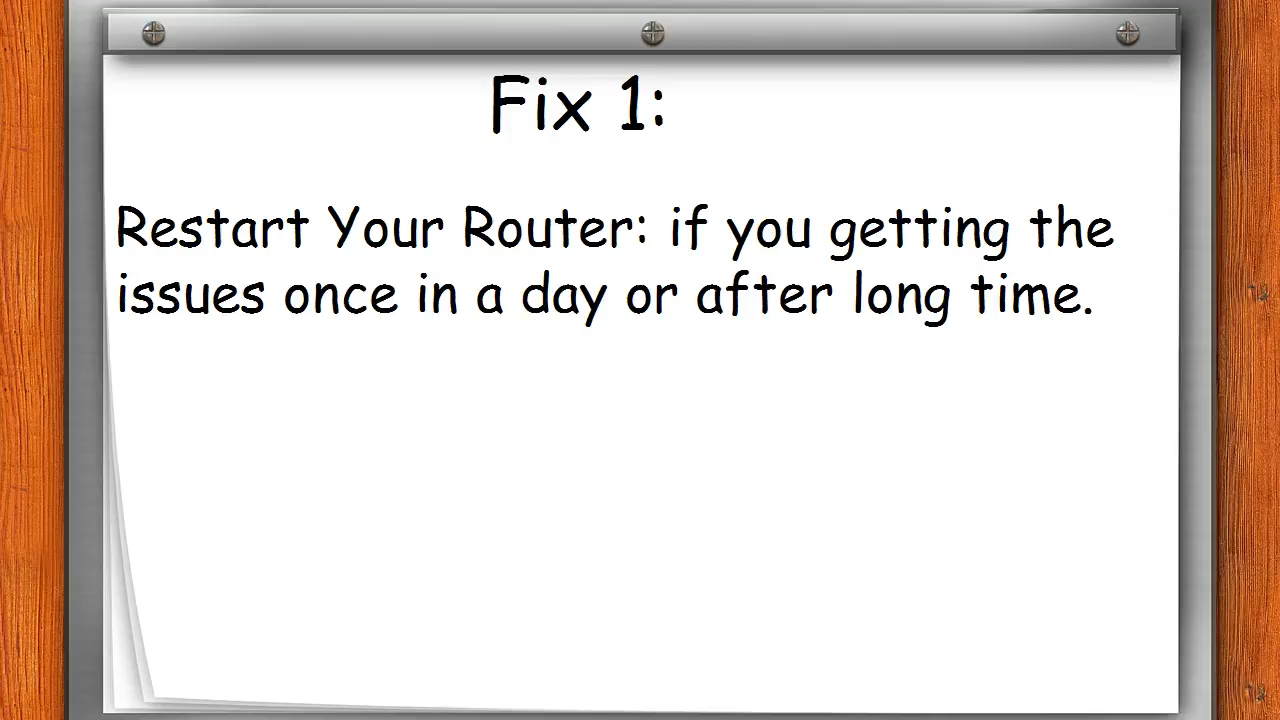 Fix 1:
Restart Your Router: if you getting the
issues once in a day or after long time.